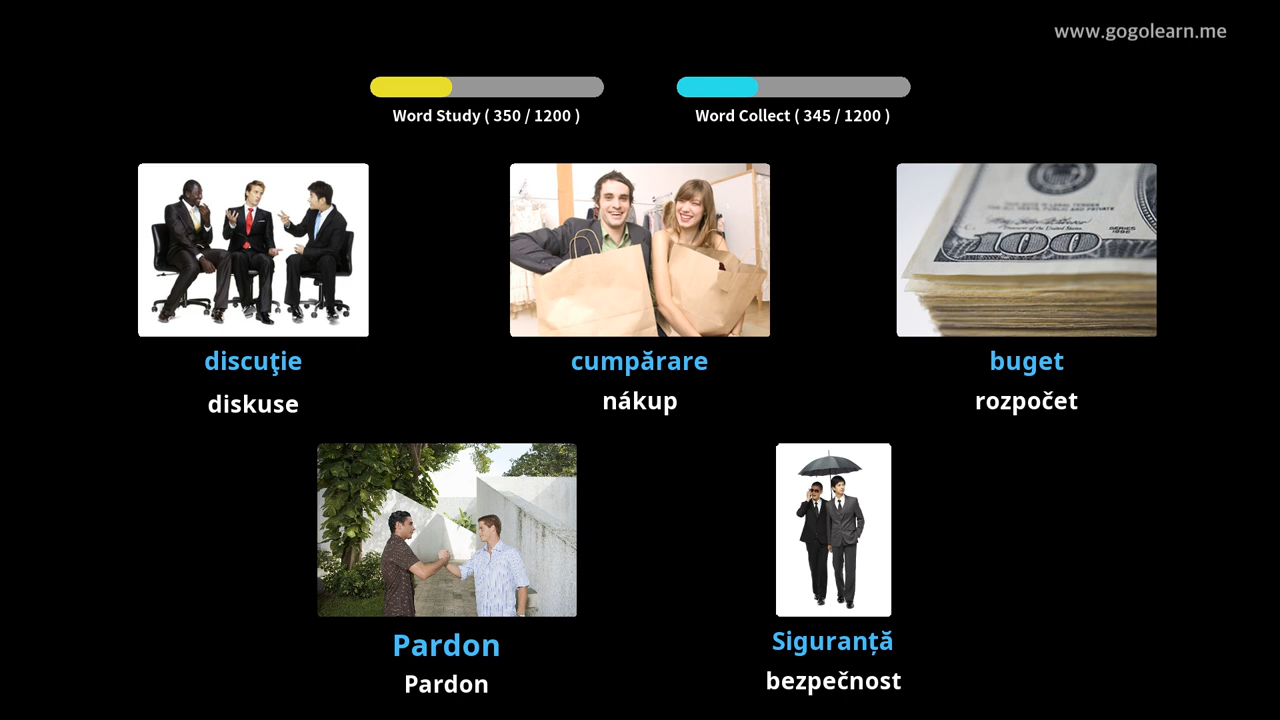 www.gogolearn.me
Word Study ( 350 / 1200 )
Word Collect ( 345 / 1200 )
100
discuţie
cumpărare
buget
diskuse
nákup
rozpočet
Pardon
Siguranță
Pardon
bezpečnost